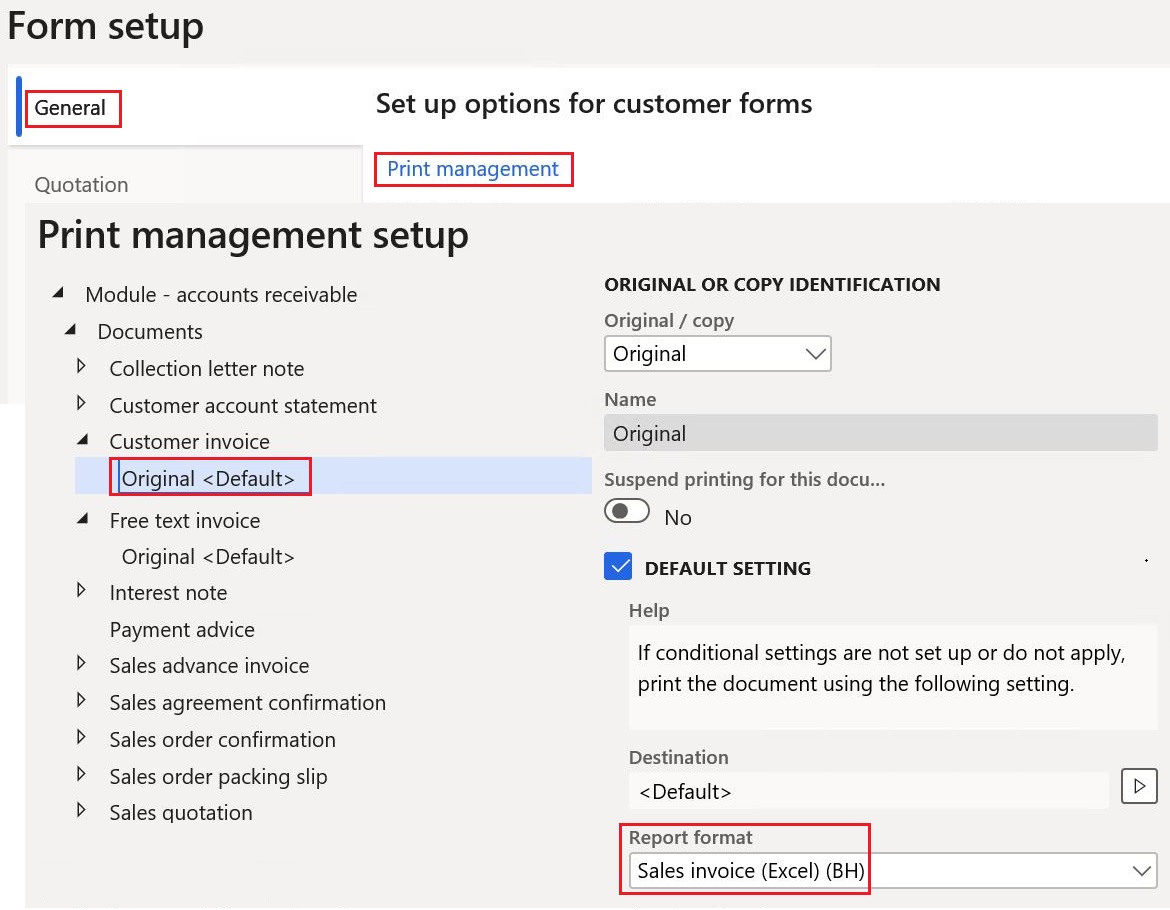 Form setup
General
Set up options for customer forms
Print management
Quotation
Print management setup
Module - accounts receivable
Documents
Collection letter note
Customer account statement
Customer invoice
Original <Default>
Free text invoice
Original <Default>
Interest note
Payment advice
Sales advance invoice
Sales agreement confirmation
Sales order confirmation
Sales order packing slip
Sales quotation
ORIGINAL OR COPY IDENTIFICATION
Original / copy
Original
Name
Original
Suspend printing for this docu...
No
DEFAULT SETTING
Help
If conditional settings are not set up or do not apply,
print the document using the following setting.
Destination
<Default>
Report format
Sales invoice (Excel) (BH)